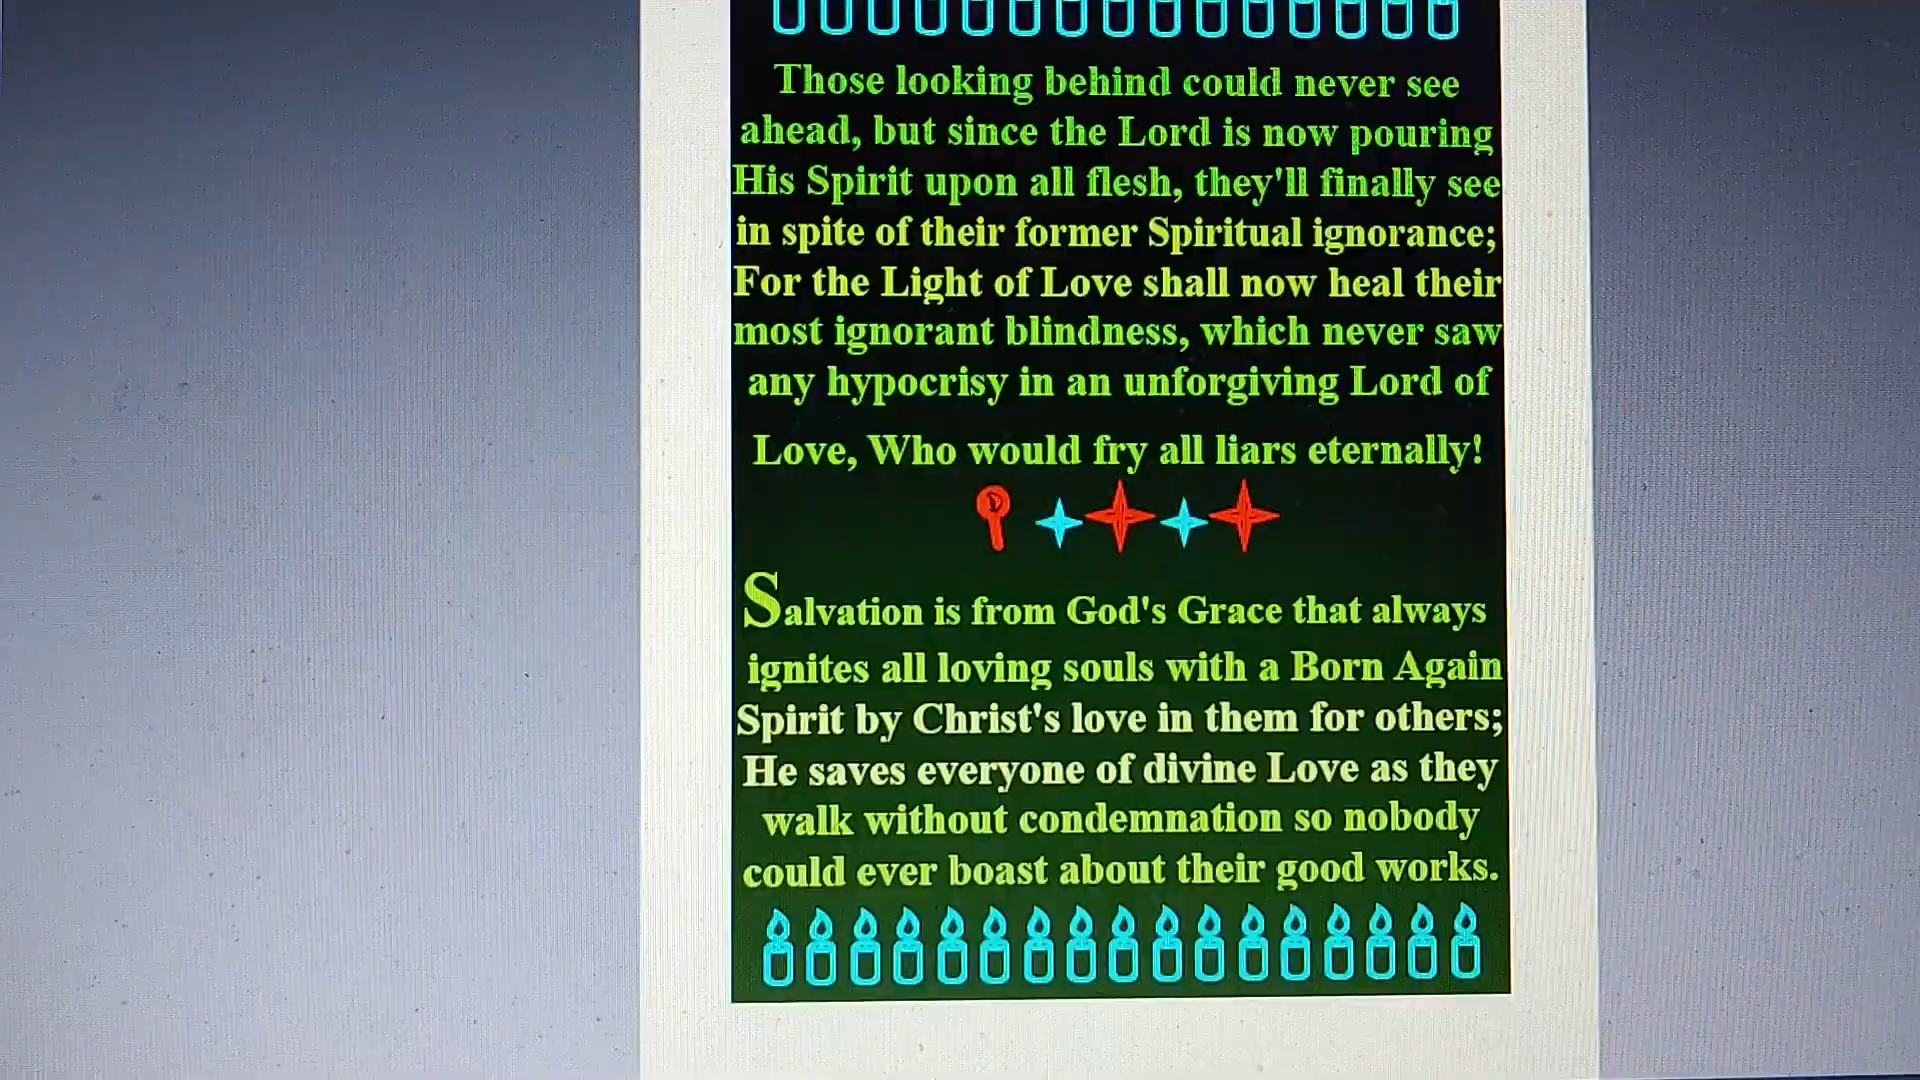 Those looking behind could never see
ahead, but since the Lord is now pouring
His Spirit upon all flesh, they'll finally see
in spite of their former Spiritual ignorance;
For the Light of Love shall now heal their
most ignorant blindness, which never saw
any hypocrisy in an unforgiving Lord of
Love, Who would fry all liars eternally!
Salvation is from God's Grace that always
ignites all loving souls with a Born Again
Spirit by Christ's love in them for others;
He saves everyone of divine Love as they
walk without condemnation so nobody
could ever boast about their good works.